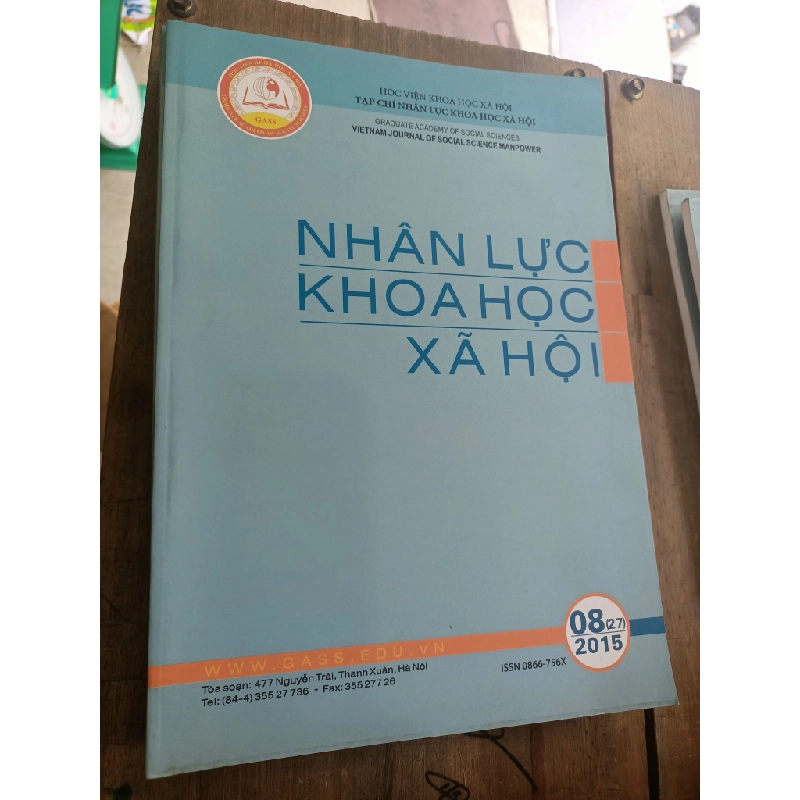 HỌC VIỆN KHOA HỌC XÃ HỘI
TẠP CHÍ NHÂN LỰC KHOA HỌC XÃ HỘI
GRADUATE ACADEMY OF SOCIAL SCIENCES
VIETNAM JOURNAL OF SOCIAL SCIENCE MANPOWER
GASS
NHÂN LỰC
KHOA HỌC
XÃ HỘI
08(27)
2015
WWW.GASS.EDU.VN
Tòa soạn: 477 Nguyễn Trãi, Thanh Xuân, Hà Nội
Tel: (84-4) 355 27 736 • Fax: 355 277 26
ISSN 0866-756X